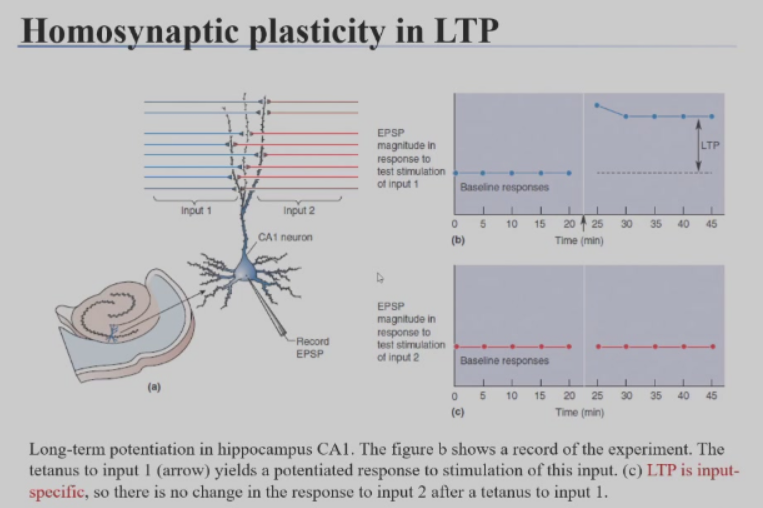 Homosynaptic plasticity in LTP
Input 1
Input 2
CA1 neuron
Record
EPSP
(a)
EPSP
magnitude in
response to
test stimulation
of input 1
Baseline responses
LTP
0 5 10 15 20 25 30 35 40 45
(b)
Time (min)
EPSP
magnitude in
response to
test stimulation
of input 2
Baseline responses
0 5 10 15 20 25 30 35 40 45
(c)
Time (min)
Long-term potentiation in hippocampus CA1. The figure b shows a record of the experiment. The
tetanus to input 1 (arrow) yields a potentiated response to stimulation of this input. (c) LTP is input-
specific, so there is no change in the response to input 2 after a tetanus to input 1.